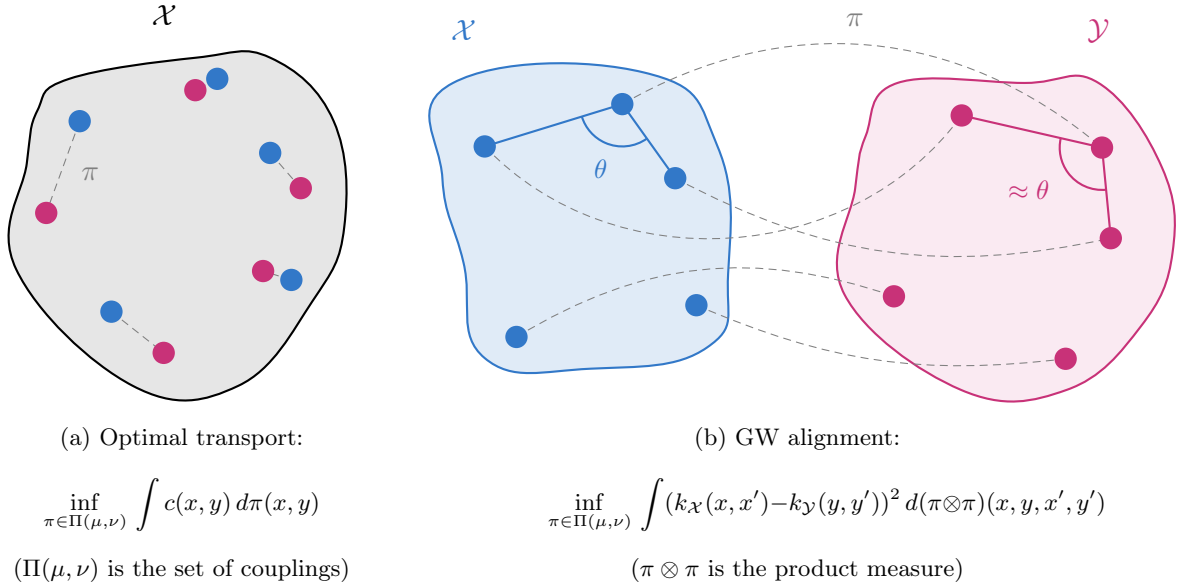 𝒳
π
𝒳
π
𝒴
θ
≈ θ
(a) Optimal transport:
inf_{π∈Π(μ,ν)} ∫ c(x, y) dπ(x, y)
(Π(μ, ν) is the set of couplings)
(b) GW alignment:
inf_{π∈Π(μ,ν)} ∫ (k_𝒳(x, x′)−k_𝒴(y, y′))² d(π⊗π)(x, y, x′, y′)
(π ⊗ π is the product measure)